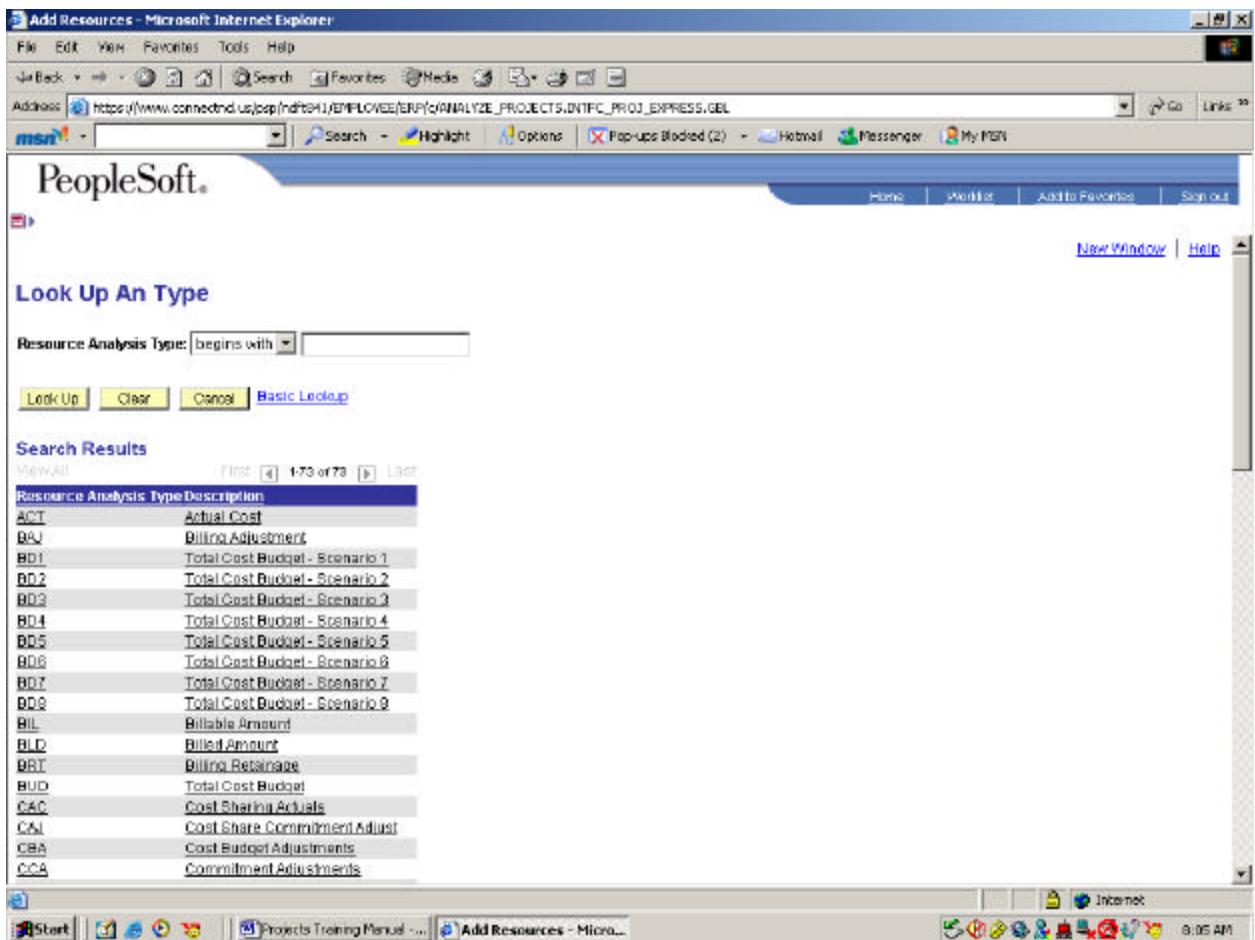 Add Resources - Microsoft Internet Explorer
File Edit View Favorites Tools Help
Back Search Favorites Media
Address https://www.connectnd.us/psp/ndft841/EMPLOYEE/ERP/c/ANALYZE_PROJECTS.INTFC_PROJ_EXPRESS.GBL Go Links »
msn Search Highlight Options Pop-ups Blocked (2) Hotmail Messenger My MSN
PeopleSoft.
Home Worklist Add to Favorites Sign out
New Window Help
Look Up An Type
Resource Analysis Type: begins with
Look Up Clear Cancel Basic Lookup
Search Results
View All First 1-73 of 73 Last
Resource Analysis Type Description
ACT Actual Cost
BAJ Billing Adjustment
BD1 Total Cost Budget - Scenario 1
BD2 Total Cost Budget - Scenario 2
BD3 Total Cost Budget - Scenario 3
BD4 Total Cost Budget - Scenario 4
BD5 Total Cost Budget - Scenario 5
BD6 Total Cost Budget - Scenario 6
BD7 Total Cost Budget - Scenario 7
Total Cost Budget - Scenario
BIL Billable Amount
BLD Billed Amount
BRT Billing Retainage
BUD Total Cost Budget
CAC Cost Sharing Actuals
CAJ Cost Share Commitment Adjust
CBA Cost Budget Adjustments
CCA Commitment Adjustments
Internet
Start Projects Training Manual -... Add Resources - Micro... 8:05 AM